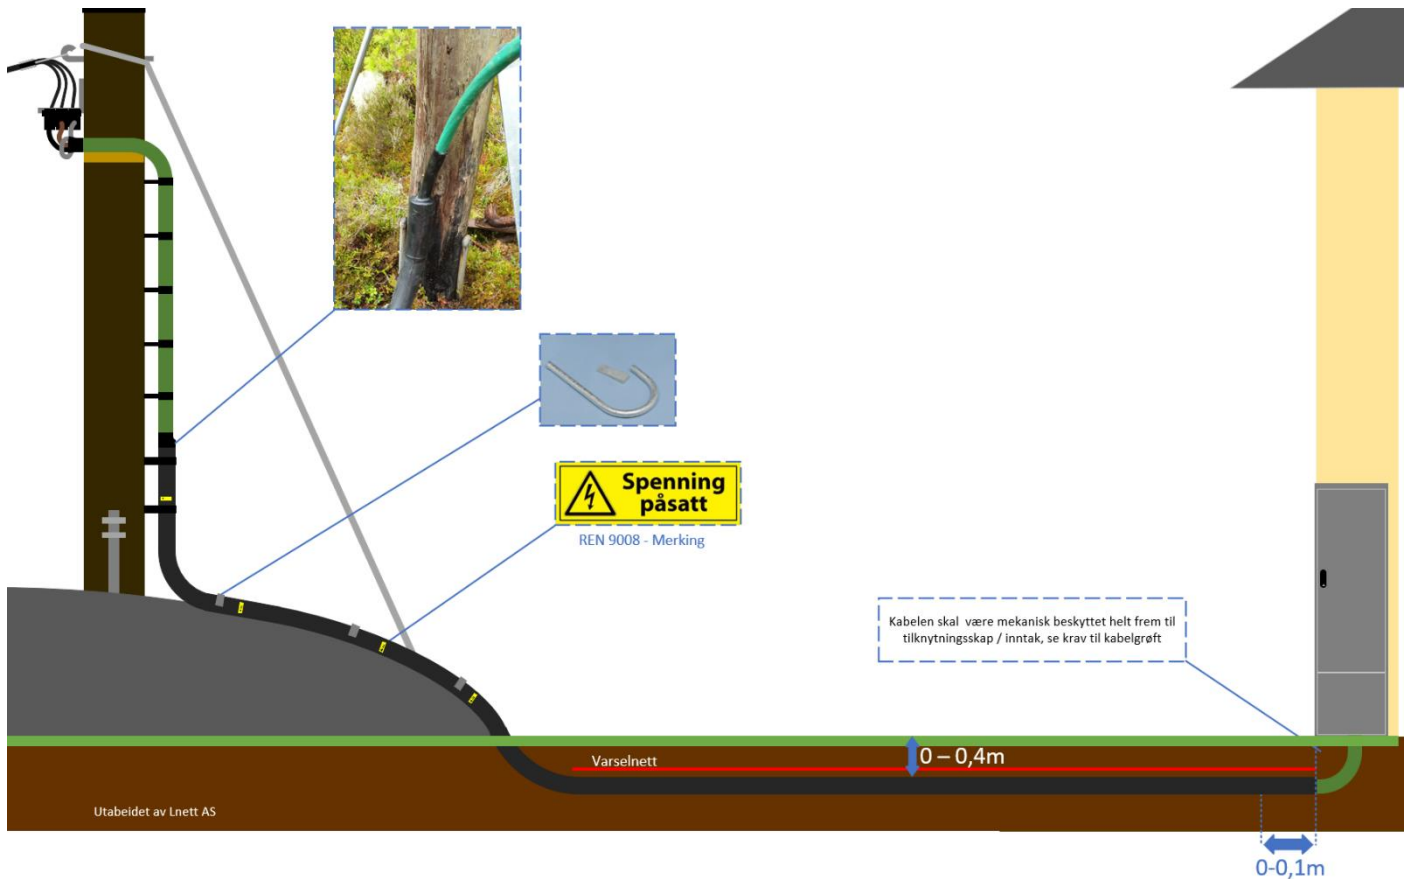 Spenning
påsatt
REN 9008 - Merking
Kabelen skal være mekanisk beskyttet helt frem til
tilknytningsskap / inntak, se krav til kabelgrøft
Varselnett
0 – 0,4m
Utabeidet av Lnett AS
0-0,1m